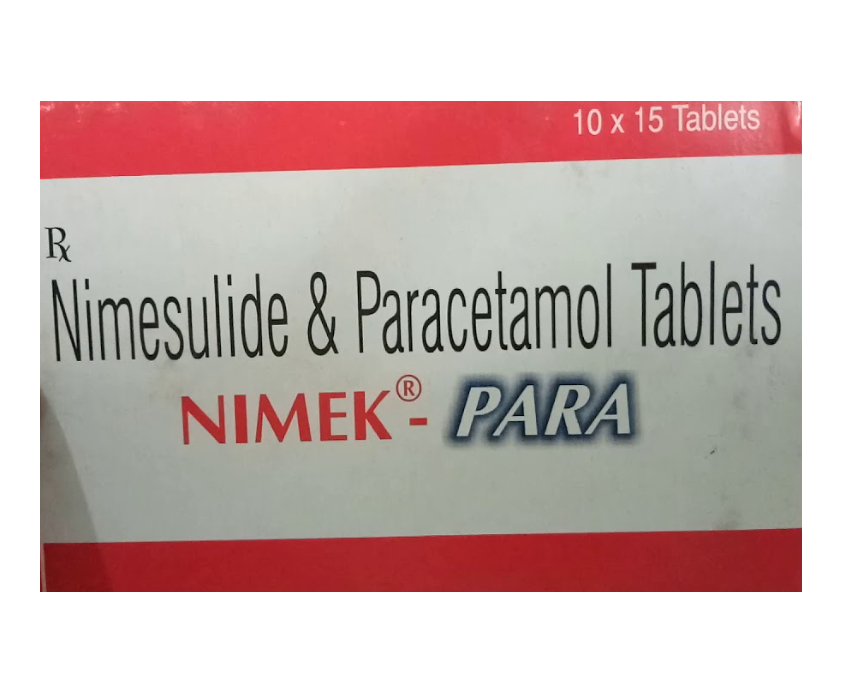 10 x 15 Tablets
℞
Nimesulide & Paracetamol Tablets
NIMEK®- PARA